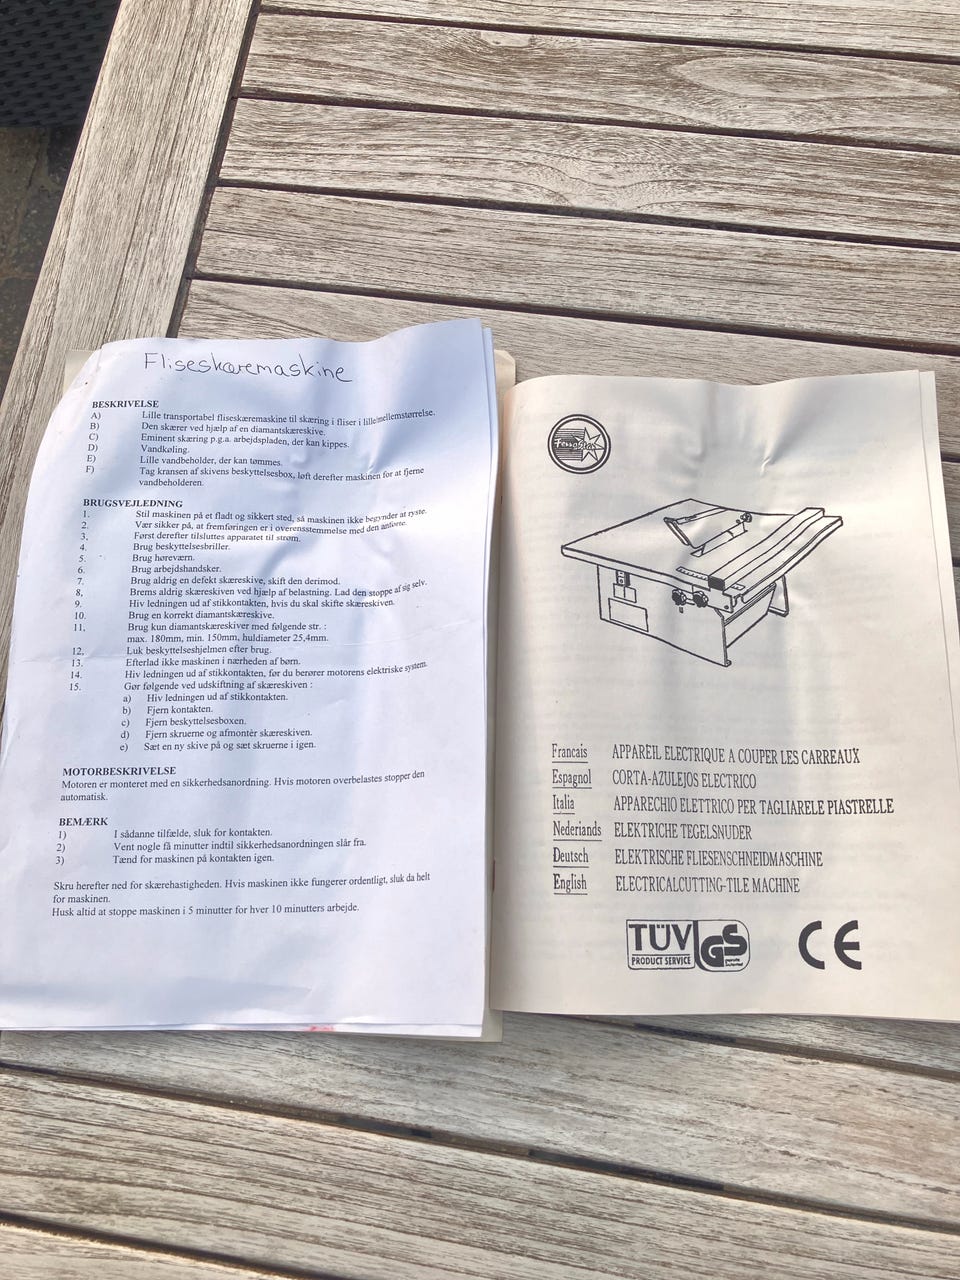 Fliseskæremaskine
BESKRIVELSE
A) Lille transportabel fliseskæremaskine til skæring i fliser i lille/mellemstørrelse.
B) Den skærer ved hjælp af en diamantskæreskive.
C) Eminent skæring p.g.a. arbejdspladen, der kan kippes.
D) Vandkøling.
E) Lille vandbeholder, der kan tømmes.
F) Tag kransen af skivens beskyttelsesbox, løft derefter maskinen for at fjerne
vandbeholderen.
BRUGSVEJLEDNING
1. Stil maskinen på et fladt og sikkert sted, så maskinen ikke begynder at ryste.
2. Vær sikker på, at fremføringen er i overensstemmelse med den anførte.
3, Først derefter tilsluttes apparatet til strøm.
4. Brug beskyttelsesbriller.
5. Brug høreværn.
6. Brug arbejdshandsker.
7. Brug aldrig en defekt skæreskive, skift den derimod.
8, Brems aldrig skæreskiven ved hjælp af belastning. Lad den stoppe af sig selv.
9. Hiv ledningen ud af stikkontakten, hvis du skal skifte skæreskiven.
10. Brug en korrekt diamantskæreskive.
11, Brug kun diamantskæreskiver med følgende str. :
max. 180mm, min. 150mm, huldiameter 25,4mm.
12, Luk beskyttelseshjelmen efter brug.
13. Efterlad ikke maskinen i nærheden af børn.
14. Hiv ledningen ud af stikkontakten, før du berører motorens elektriske system.
15. Gør følgende ved udskiftning af skæreskiven :
a) Hiv ledningen ud af stikkontakten.
b) Fjern kontakten.
c) Fjern beskyttelsesboxen.
d) Fjern skruerne og afmontér skæreskiven.
e) Sæt en ny skive på og sæt skruerne i igen.
MOTORBESKRIVELSE
Motoren er monteret med en sikkerhedsanordning. Hvis motoren overbelastes stopper den
automatisk.
BEMÆRK
1) I sådanne tilfælde, sluk for kontakten.
2) Vent nogle få minutter indtil sikkerhedsanordningen slår fra.
3) Tænd for maskinen på kontakten igen.
Skru herefter ned for skærehastigheden. Hvis maskinen ikke fungerer ordentligt, sluk da helt
for maskinen.
Husk altid at stoppe maskinen i 5 minutter for hver 10 minutters arbejde.
Francais APPAREIL ELECTRIQUE A COUPER LES CARREAUX
Espagnol CORTA-AZULEJOS ELECTRICO
Italia APPARECHIO ELETTRICO PER TAGLIARELE PIASTRELLE
Nederiands ELEKTRICHE TEGELSNUDER
Deutsch ELEKTRISCHE FLIESENSCHNEIDMASCHINE
English ELECTRICALCUTTING-TILE MACHINE
TÜV GS CE
PRODUCT SERVICE